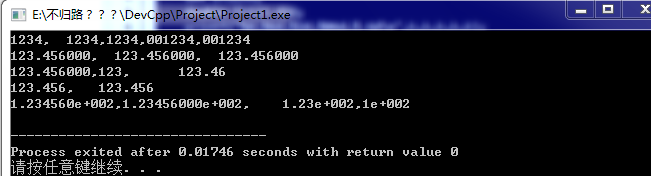 E:\不归路？？？\DevCpp\Project\Project1.exe
1234,  1234,1234,001234,001234
123.456000,  123.456000,  123.456000
123.456000,123,      123.46
123.456,   123.456
1.234560e+002,1.23456000e+002,    1.23e+002,1e+002
--------------------------------
Process exited after 0.01746 seconds with return value 0
请按任意键继续. . .